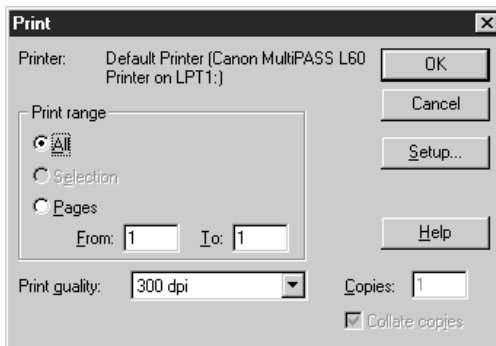 Print
Printer: Default Printer (Canon MultiPASS L60 OK
Printer on LPT1:)
Cancel
Print range
All
Setup...
Selection
Pages
From: 1 To: 1 Help
Print quality: 300 dpi Copies: 1
Collate copies